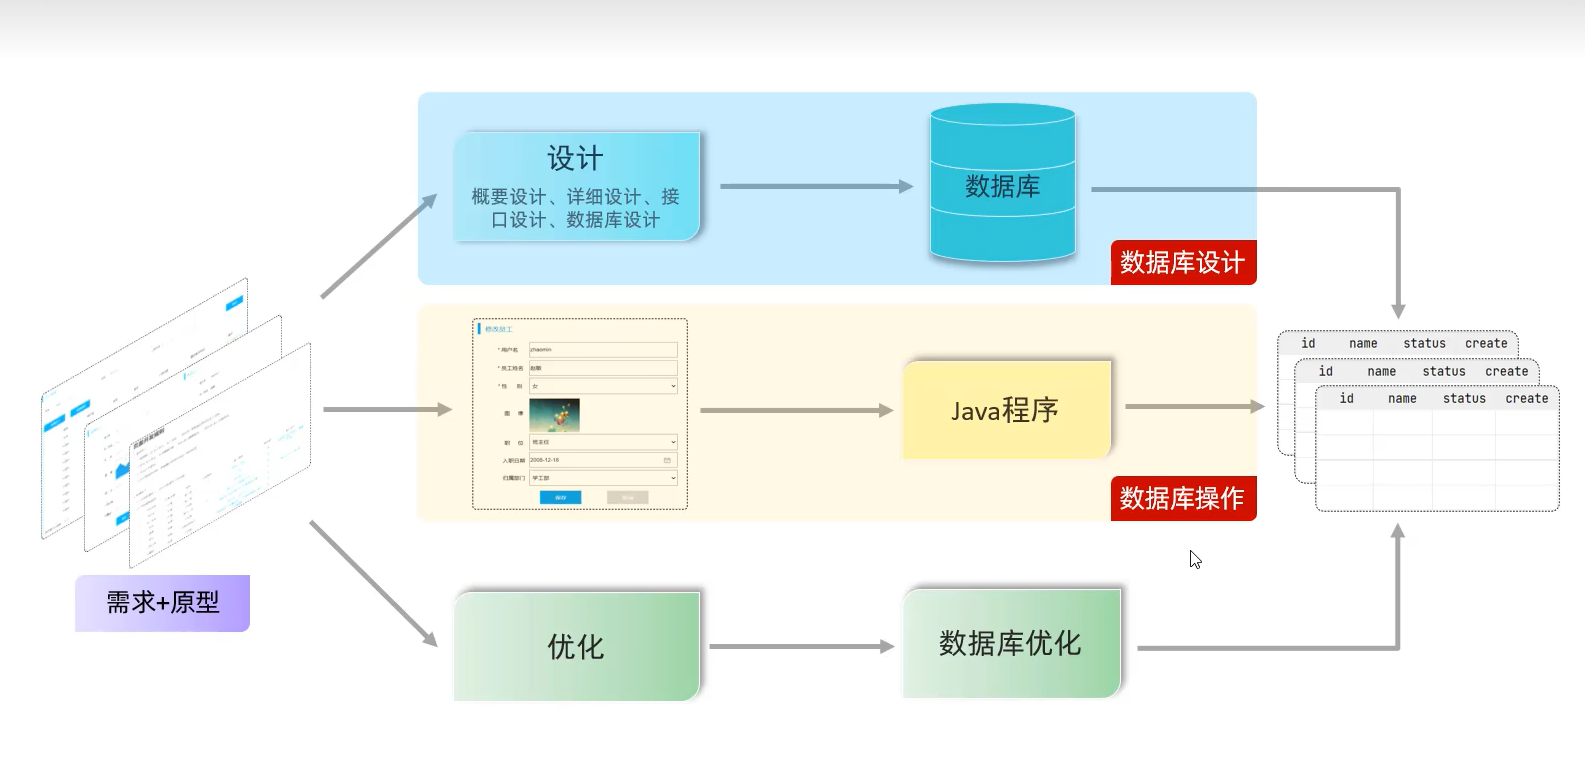 设计
概要设计、详细设计、接
口设计、数据库设计
数据库
数据库设计
修改员工
* 用户名 zhaomin
* 员工姓名 赵敏
* 性 别 女
图 像
职 位 班主任
入职日期 2008-12-18
归属部门 学工部
保存
Java程序
数据库操作
id name status create
id name status create
id name status create
需求+原型
优化
数据库优化